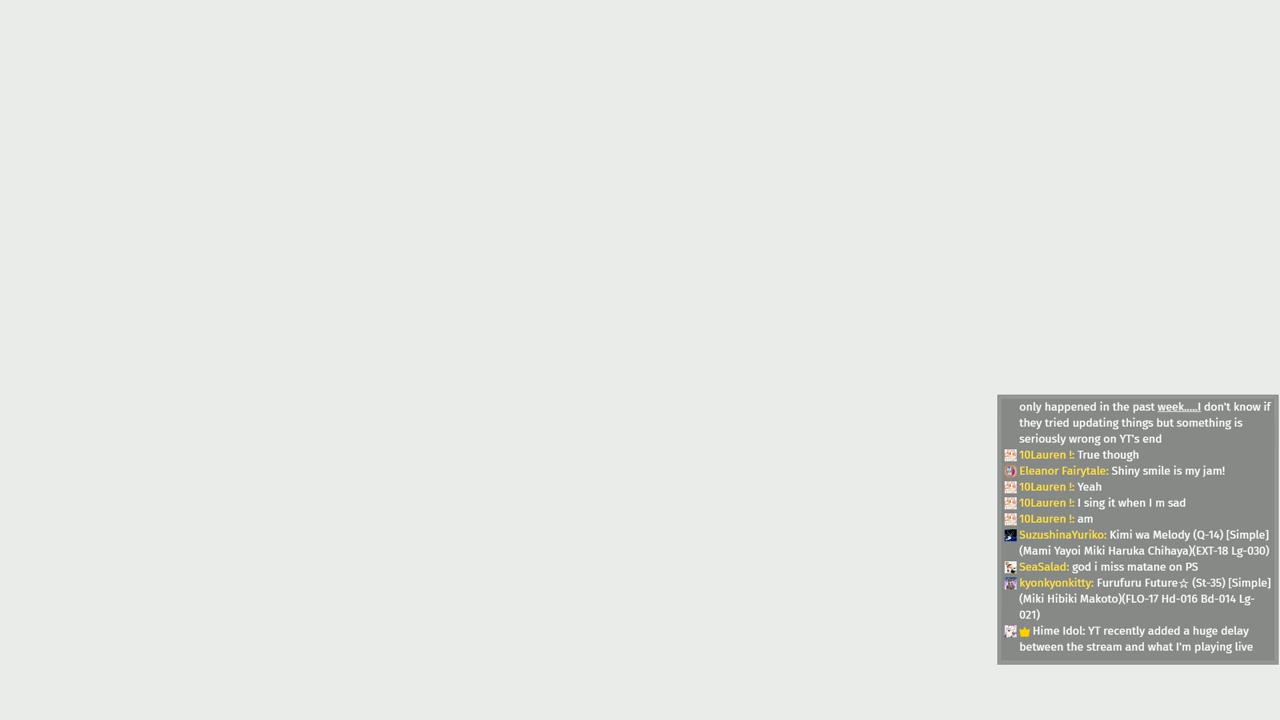 only happened in the past week.....I don't know if
they tried updating things but something is
seriously wrong on YT's end
10Lauren !: True though
Eleanor Fairytale: Shiny smile is my jam!
10Lauren !: Yeah
10Lauren !: I sing it when I m sad
10Lauren !: am
SuzushinaYuriko: Kimi wa Melody (Q-14) [Simple]
(Mami Yayoi Miki Haruka Chihaya)(EXT-18 Lg-030)
SeaSalad: god i miss matane on PS
kyonkyonkitty: Furufuru Future☆ (St-35) [Simple]
(Miki Hibiki Makoto)(FLO-17 Hd-016 Bd-014 Lg-
021)
Hime Idol: YT recently added a huge delay
between the stream and what I'm playing live